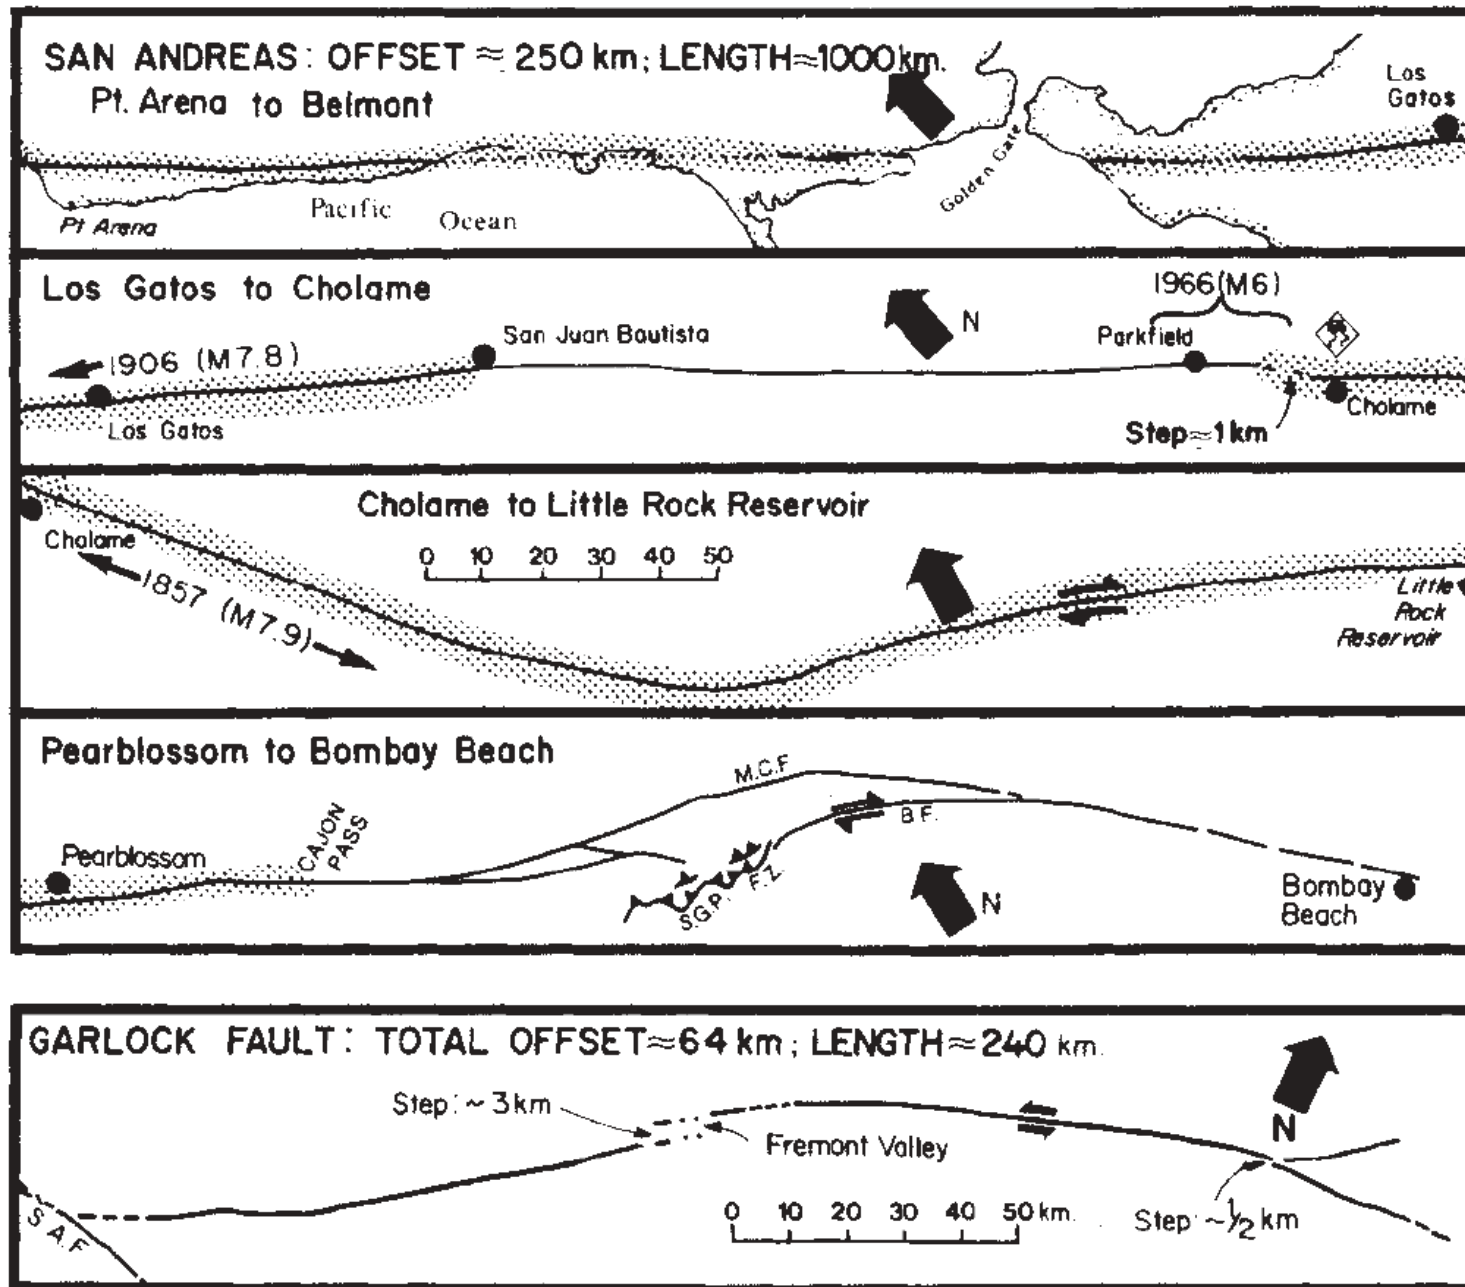 SAN ANDREAS: OFFSET ≈ 250 km; LENGTH≈1000km.
Pt. Arena to Belmont
Los
Gatos
Golden Gate
Pacific
Ocean
Pt Arena
Los Gatos to Cholame
N
1966(M6)
San Juan Bautista
Parkfield
1906 (M 7.8)
Los Gatos
Cholame
Step≈1km
Cholame to Little Rock Reservoir
Cholame
0 10 20 30 40 50
1857 (M7.9)
Little
Rock
Reservoir
Pearblossom to Bombay Beach
M.C.F
B F.
CAJON
PASS
Pearblossom
S.G.P. F.Z.
N
Bombay
Beach
GARLOCK FAULT: TOTAL OFFSET≈64 km; LENGTH≈240 km.
Step: ~ 3km
N
Fremont Valley
S A.F
0 10 20 30 40 50 km.
Step: ~½ km